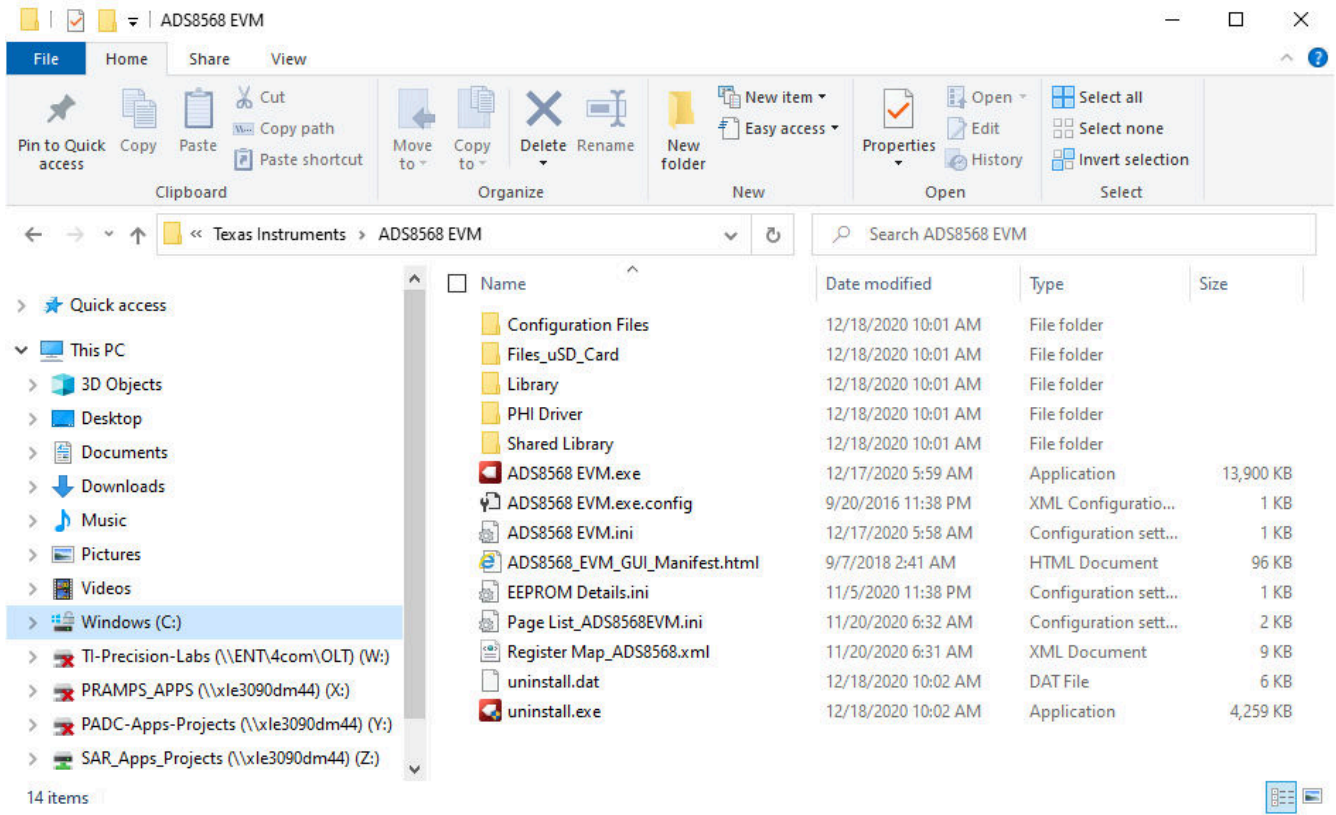 ADS8568 EVM
File Home Share View
Pin to Quick access
Copy
Paste
Cut
Copy path
Paste shortcut
Clipboard
Move to
Copy to
Delete
Rename
Organize
New folder
New item
Easy access
New
Properties
Open
Edit
History
Open
Select all
Select none
Invert selection
Select
« Texas Instruments > ADS8568 EVM
Search ADS8568 EVM
Quick access
This PC
3D Objects
Desktop
Documents
Downloads
Music
Pictures
Videos
Windows (C:)
TI-Precision-Labs (\\ENT\4com\OLT) (W:)
PRAMPS_APPS (\\xle3090dm44) (X:)
PADC-Apps-Projects (\\xle3090dm44) (Y:)
SAR_Apps_Projects (\\xle3090dm44) (Z:)
Name Date modified Type Size
Configuration Files 12/18/2020 10:01 AM File folder
Files_uSD_Card 12/18/2020 10:01 AM File folder
Library 12/18/2020 10:01 AM File folder
PHI Driver 12/18/2020 10:01 AM File folder
Shared Library 12/18/2020 10:01 AM File folder
ADS8568 EVM.exe 12/17/2020 5:59 AM Application 13,900 KB
ADS8568 EVM.exe.config 9/20/2016 11:38 PM XML Configuratio... 1 KB
ADS8568 EVM.ini 12/17/2020 5:58 AM Configuration sett... 1 KB
ADS8568_EVM_GUI_Manifest.html 9/7/2018 2:41 AM HTML Document 96 KB
EEPROM Details.ini 11/5/2020 11:38 PM Configuration sett... 1 KB
Page List_ADS8568EVM.ini 11/20/2020 6:32 AM Configuration sett... 2 KB
Register Map_ADS8568.xml 11/20/2020 6:31 AM XML Document 9 KB
uninstall.dat 12/18/2020 10:02 AM DAT File 6 KB
uninstall.exe 12/18/2020 10:02 AM Application 4,259 KB
14 items